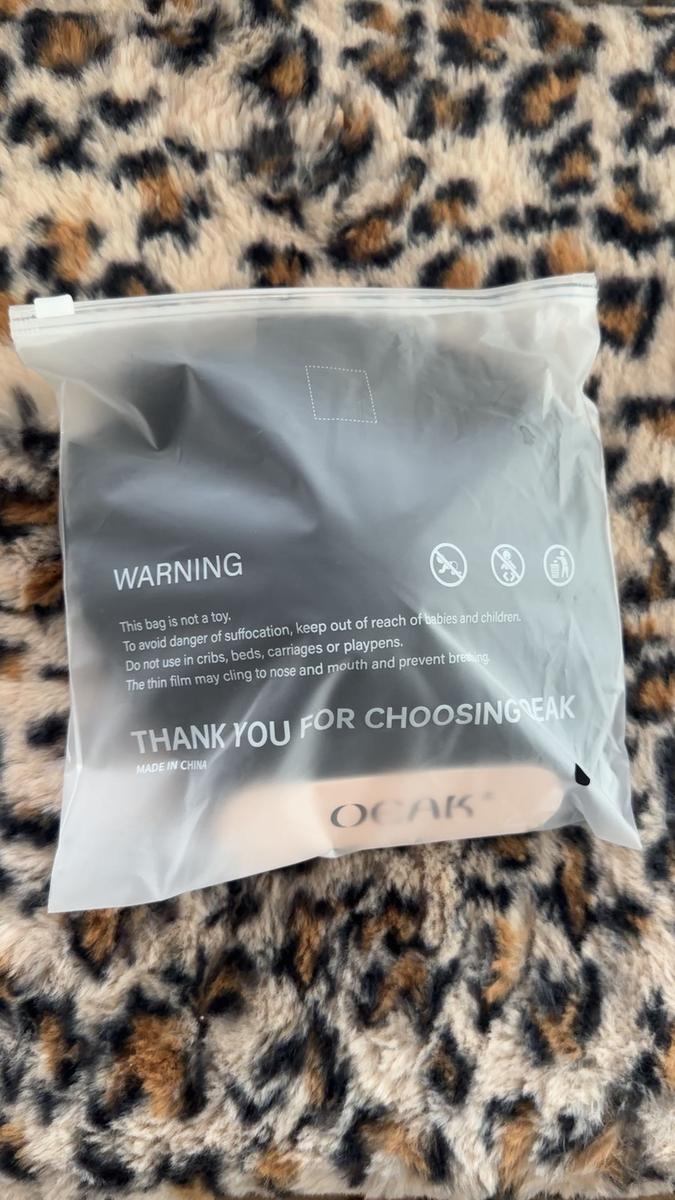 WARNING
This bag is not a toy.
To avoid danger of suffocation, keep out of reach of babies and children.
Do not use in cribs, beds, carriages or playpens.
The thin film may cling to nose and mouth and prevent
THANK YOU FOR CHOOSING OEAK
MADE IN CHINA
OEAK